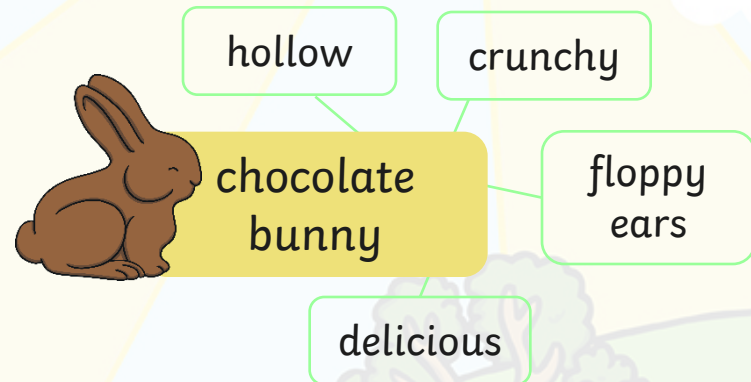 hollow
crunchy
chocolate
bunny
floppy
ears
delicious